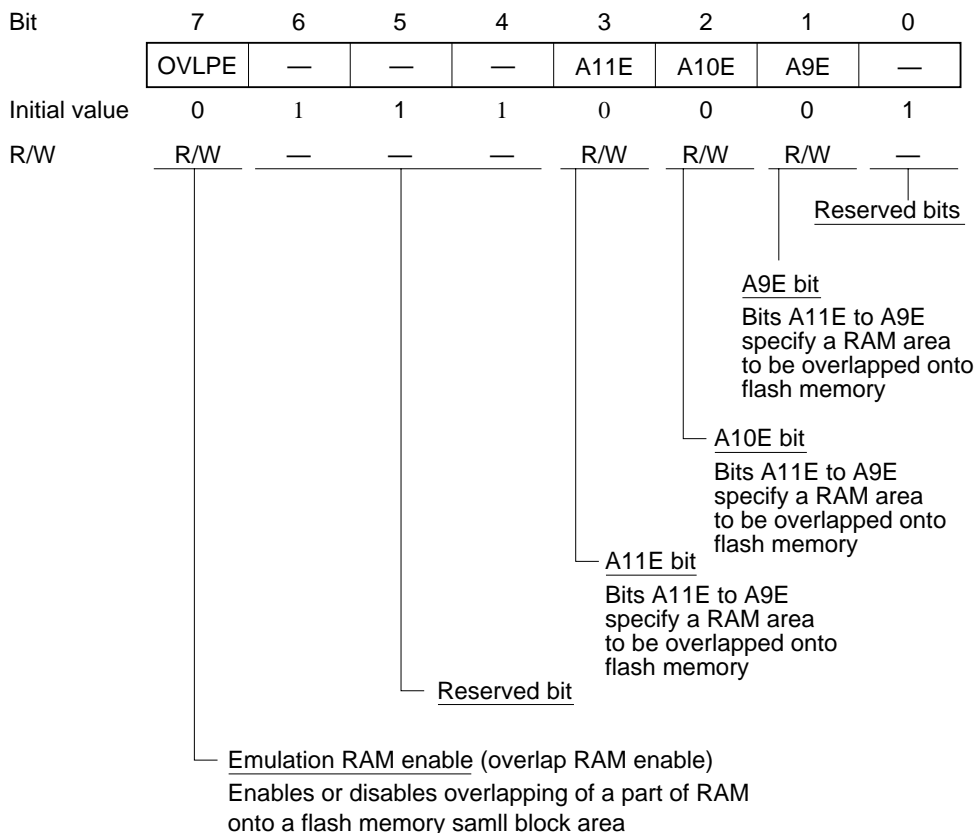 Bit 7 6 5 4 3 2 1 0
OVLPE — — — A11E A10E A9E —
Initial value 0 1 1 1 0 0 0 1
R/W R/W — — — R/W R/W R/W —
Reserved bits
A9E bit
Bits A11E to A9E
specify a RAM area
to be overlapped onto
flash memory
A10E bit
Bits A11E to A9E
specify a RAM area
to be overlapped onto
flash memory
A11E bit
Bits A11E to A9E
specify a RAM area
to be overlapped onto
flash memory
Reserved bit
Emulation RAM enable (overlap RAM enable)
Enables or disables overlapping of a part of RAM
onto a flash memory samll block area